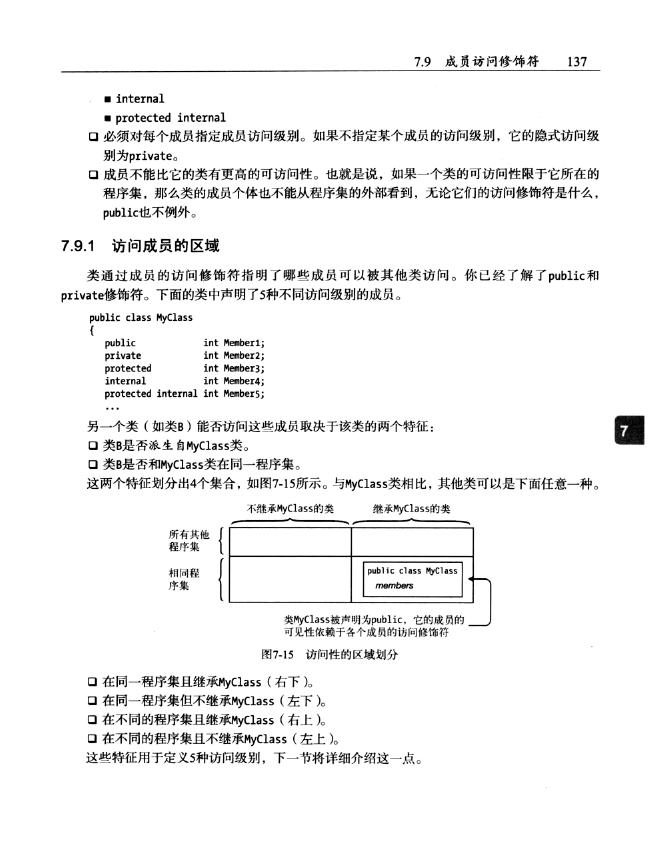 7.9 成员访问修饰符 137
■ internal
■ protected internal
❑ 必须对每个成员指定成员访问级别。如果不指定某个成员的访问级别，它的隐式访问级
别为private。
❑ 成员不能比它的类有更高的可访问性。也就是说，如果一个类的可访问性限于它所在的
程序集，那么类的成员个体也不能从程序集的外部看到，无论它们的访问修饰符是什么，
public也不例外。
7.9.1 访问成员的区域
类通过成员的访问修饰符指明了哪些成员可以被其他类访问。你已经了解了public和
private修饰符。下面的类中声明了5种不同访问级别的成员。
public class MyClass
{
public int Member1;
private int Member2;
protected int Member3;
internal int Member4;
protected internal int Member5;
...
另一个类（如类B）能否访问这些成员取决于该类的两个特征：
❑ 类B是否派生自MyClass类。
❑ 类B是否和MyClass类在同一程序集。
7
这两个特征划分出4个集合，如图7-15所示。与MyClass类相比，其他类可以是下面任意一种。
不继承MyClass的类 继承MyClass的类
所有其他
程序集
相同程
序集
public class MyClass
members
类MyClass被声明为public，它的成员的
可见性依赖于各个成员的访问修饰符
图7-15 访问性的区域划分
❑ 在同一程序集且继承MyClass（右下）。
❑ 在同一程序集但不继承MyClass（左下）。
❑ 在不同的程序集且继承MyClass（右上）。
❑ 在不同的程序集且不继承MyClass（左上）。
这些特征用于定义5种访问级别，下一节将详细介绍这一点。